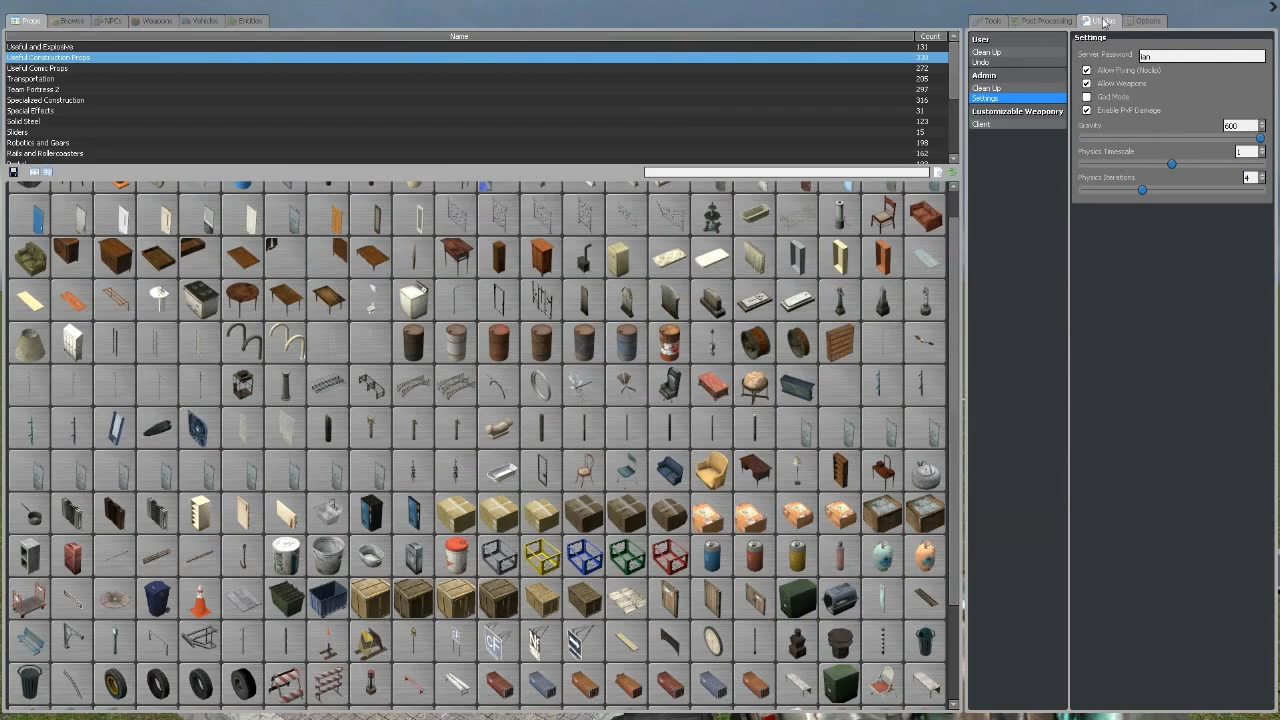 Props Browse NPCs Weapons Vehicles Entities
Name Count
Useful and Explosive 131
Useful Construction Props 338
Useful Comic Props 272
Transportation 205
Team Fortress 2 297
Specialized Construction 316
Special Effects 31
Solid Steel 123
Sliders 15
Robotics and Gears 198
Rails and Rollercoasters 162
Tools Post Processing Options
User
Clean Up
Undo
Admin
Clean Up
Settings
Customizable Weaponry
Client
Settings
Server Password lan
Allow Flying (Noclip)
Allow Weapons
God Mode
Enable PvP Damage
Gravity 600
Physics Timescale 1
Physics Iterations 4